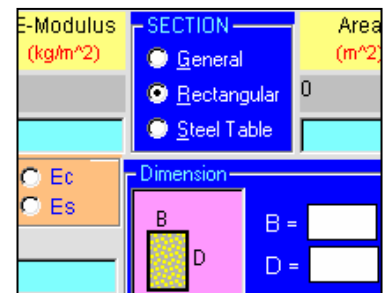 E-Modulus
(kg/m^2)
SECTION
General
Rectangular
Steel Table
Area
(m^2)
0
Ec
Es
Dimension
B
D
B =
D =